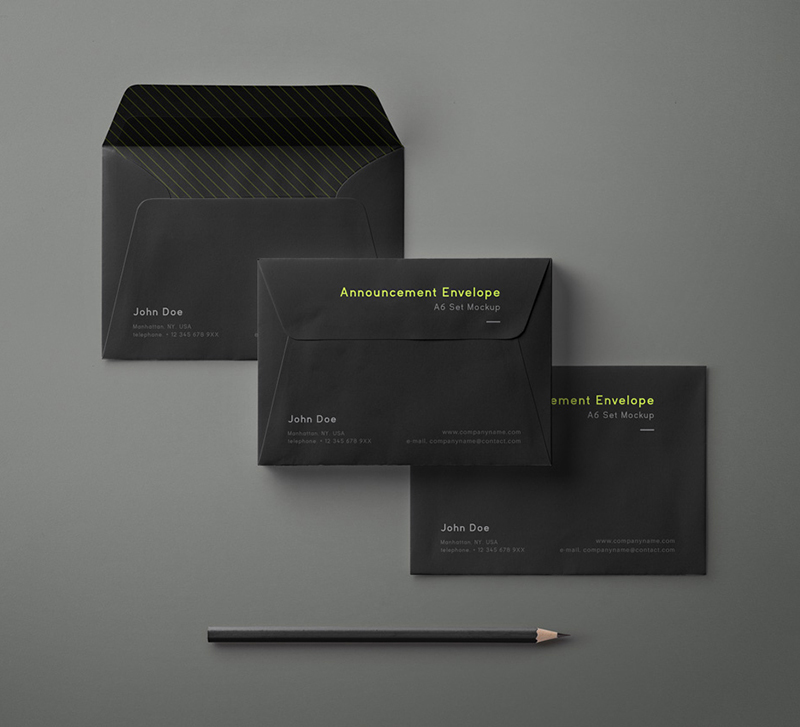 John Doe
Manhattan, NY, USA
telephone. + 12 345 678 9XX
Announcement Envelope
A6 Set Mockup
John Doe
Manhattan, NY, USA
telephone. + 12 345 678 9XX
www.companyname.com
e-mail. companyname@contact.com
ement Envelope
A6 Set Mockup
John Doe
Manhattan, NY, USA
telephone. + 12 345 678 9XX
www.companyname.com
e-mail. companyname@contact.com